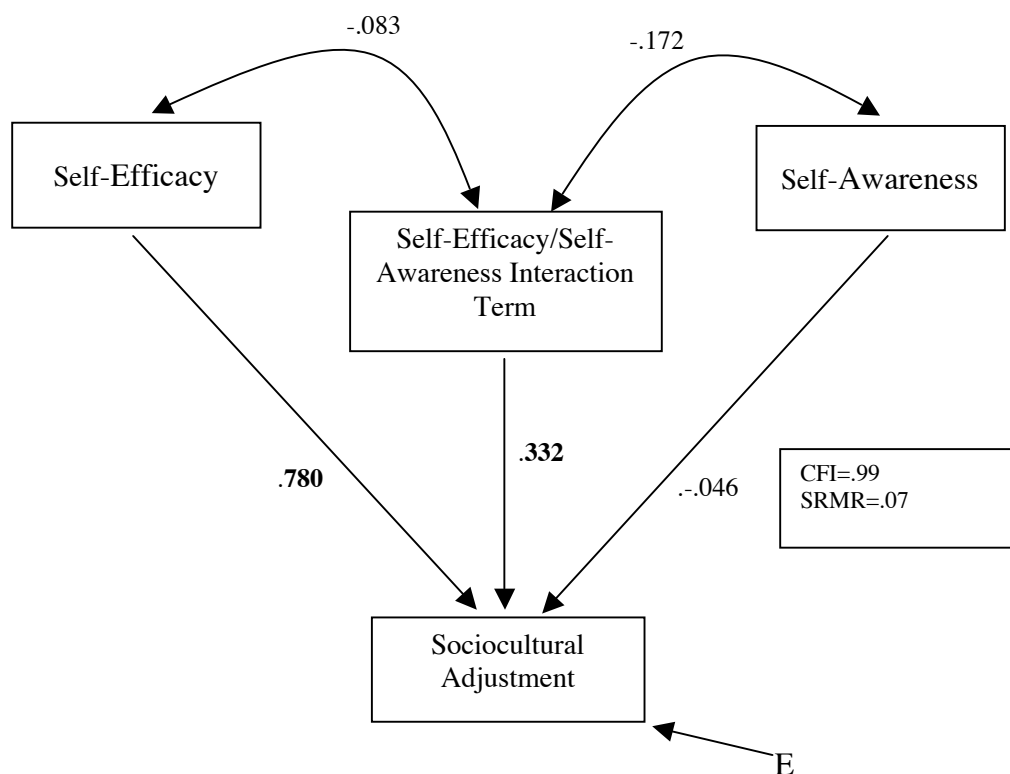 -.083
-.172
Self-Efficacy
Self-Awareness
Self-Efficacy/Self-
Awareness Interaction
Term
.780
.332
.-.046
CFI=.99
SRMR=.07
Sociocultural
Adjustment
E